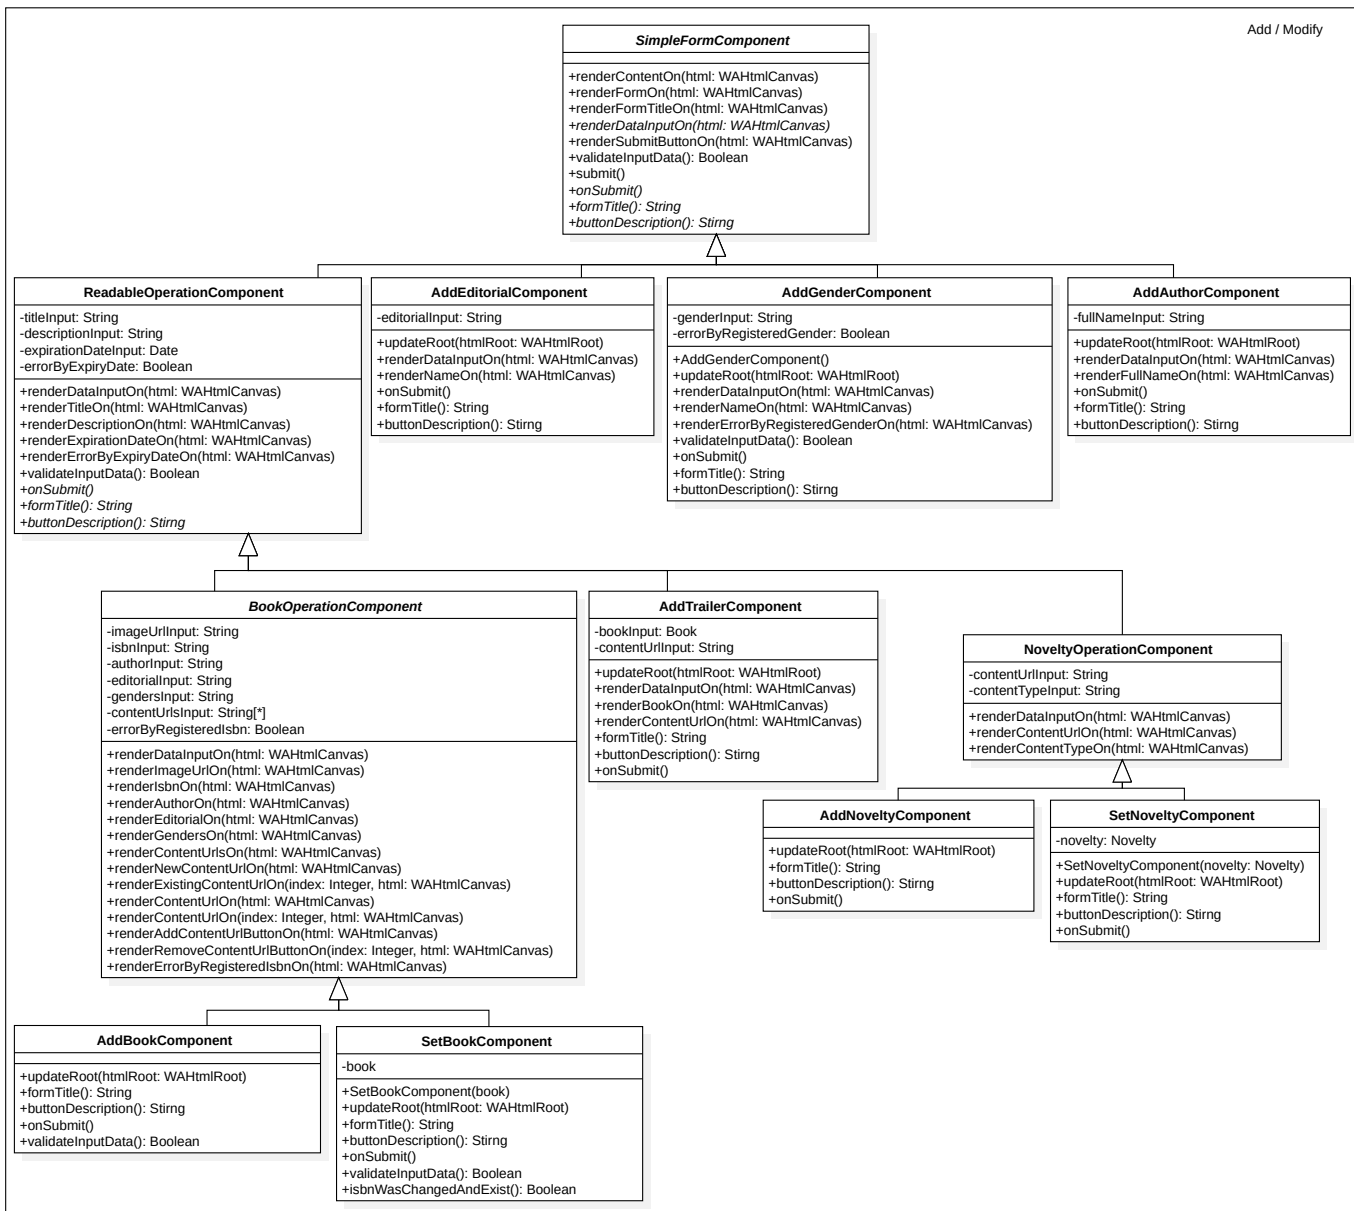 Add / Modify
SimpleFormComponent
+renderContentOn(html: WAHtmlCanvas)
+renderFormOn(html: WAHtmlCanvas)
+renderFormTitleOn(html: WAHtmlCanvas)
+renderDataInputOn(html: WAHtmlCanvas)
+renderSubmitButtonOn(html: WAHtmlCanvas)
+validateInputData(): Boolean
+submit()
+onSubmit()
+formTitle(): String
+buttonDescription(): Stirng
ReadableOperationComponent
-titleInput: String
-descriptionInput: String
-expirationDateInput: Date
-errorByExpiryDate: Boolean
+renderDataInputOn(html: WAHtmlCanvas)
+renderTitleOn(html: WAHtmlCanvas)
+renderDescriptionOn(html: WAHtmlCanvas)
+renderExpirationDateOn(html: WAHtmlCanvas)
+renderErrorByExpiryDateOn(html: WAHtmlCanvas)
+validateInputData(): Boolean
+onSubmit()
+formTitle(): String
+buttonDescription(): Stirng
AddEditorialComponent
-editorialInput: String
+updateRoot(htmlRoot: WAHtmlRoot)
+renderDataInputOn(html: WAHtmlCanvas)
+renderNameOn(html: WAHtmlCanvas)
+onSubmit()
+formTitle(): String
+buttonDescription(): Stirng
AddGenderComponent
-genderInput: String
-errorByRegisteredGender: Boolean
+AddGenderComponent()
+updateRoot(htmlRoot: WAHtmlRoot)
+renderDataInputOn(html: WAHtmlCanvas)
+renderNameOn(html: WAHtmlCanvas)
+renderErrorByRegisteredGenderOn(html: WAHtmlCanvas)
+validateInputData(): Boolean
+onSubmit()
+formTitle(): String
+buttonDescription(): Stirng
AddAuthorComponent
-fullNameInput: String
+updateRoot(htmlRoot: WAHtmlRoot)
+renderDataInputOn(html: WAHtmlCanvas)
+renderFullNameOn(html: WAHtmlCanvas)
+onSubmit()
+formTitle(): String
+buttonDescription(): Stirng
BookOperationComponent
-imageUrlInput: String
-isbnInput: String
-authorInput: String
-editorialInput: String
-gendersInput: String
-contentUrlsInput: String[*]
-errorByRegisteredIsbn: Boolean
+renderDataInputOn(html: WAHtmlCanvas)
+renderImageUrlOn(html: WAHtmlCanvas)
+renderIsbnOn(html: WAHtmlCanvas)
+renderAuthorOn(html: WAHtmlCanvas)
+renderEditorialOn(html: WAHtmlCanvas)
+renderGendersOn(html: WAHtmlCanvas)
+renderContentUrlsOn(html: WAHtmlCanvas)
+renderNewContentUrlOn(html: WAHtmlCanvas)
+renderExistingContentUrlOn(index: Integer, html: WAHtmlCanvas)
+renderContentUrlOn(html: WAHtmlCanvas)
+renderContentUrlOn(index: Integer, html: WAHtmlCanvas)
+renderAddContentUrlButtonOn(html: WAHtmlCanvas)
+renderRemoveContentUrlButtonOn(index: Integer, html: WAHtmlCanvas)
+renderErrorByRegisteredIsbnOn(html: WAHtmlCanvas)
AddTrailerComponent
-bookInput: Book
-contentUrlInput: String
+updateRoot(htmlRoot: WAHtmlRoot)
+renderDataInputOn(html: WAHtmlCanvas)
+renderBookOn(html: WAHtmlCanvas)
+renderContentUrlOn(html: WAHtmlCanvas)
+formTitle(): String
+buttonDescription(): Stirng
+onSubmit()
NoveltyOperationComponent
-contentUrlInput: String
-contentTypeInput: String
+renderDataInputOn(html: WAHtmlCanvas)
+renderContentUrlOn(html: WAHtmlCanvas)
+renderContentTypeOn(html: WAHtmlCanvas)
AddNoveltyComponent
+updateRoot(htmlRoot: WAHtmlRoot)
+formTitle(): String
+buttonDescription(): Stirng
+onSubmit()
SetNoveltyComponent
-novelty: Novelty
+SetNoveltyComponent(novelty: Novelty)
+updateRoot(htmlRoot: WAHtmlRoot)
+formTitle(): String
+buttonDescription(): Stirng
+onSubmit()
AddBookComponent
+updateRoot(htmlRoot: WAHtmlRoot)
+formTitle(): String
+buttonDescription(): Stirng
+onSubmit()
+validateInputData(): Boolean
SetBookComponent
-book
+SetBookComponent(book)
+updateRoot(htmlRoot: WAHtmlRoot)
+formTitle(): String
+buttonDescription(): Stirng
+onSubmit()
+validateInputData(): Boolean
+isbnWasChangedAndExist(): Boolean